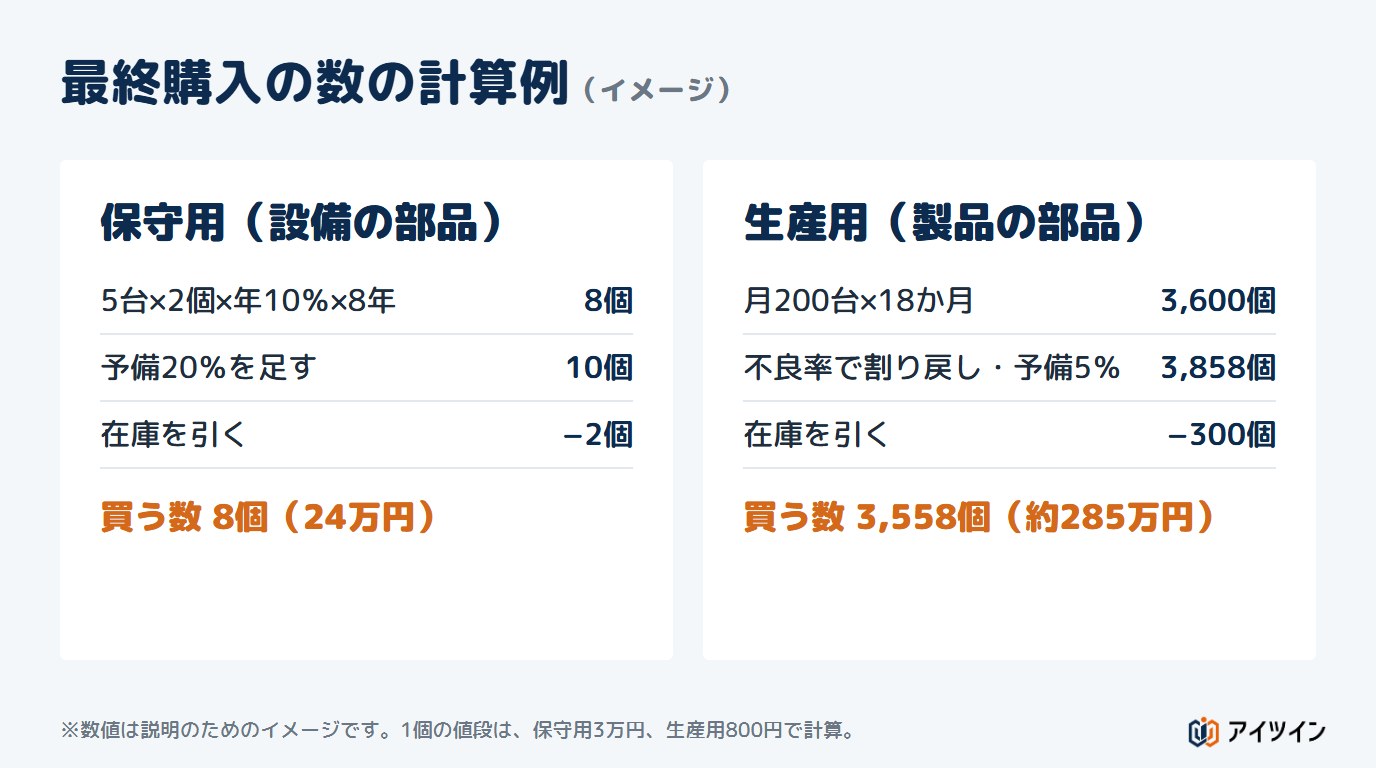 最終購入の数の計算例（イメージ）
保守用（設備の部品）
5台×2個×年10%×8年 8個
予備20%を足す 10個
在庫を引く −2個
買う数 8個（24万円）
生産用（製品の部品）
月200台×18か月 3,600個
不良率で割り戻し・予備5% 3,858個
在庫を引く −300個
買う数 3,558個（約285万円）
※数値は説明のためのイメージです。1個の値段は、保守用3万円、生産用800円で計算。
アイツイン